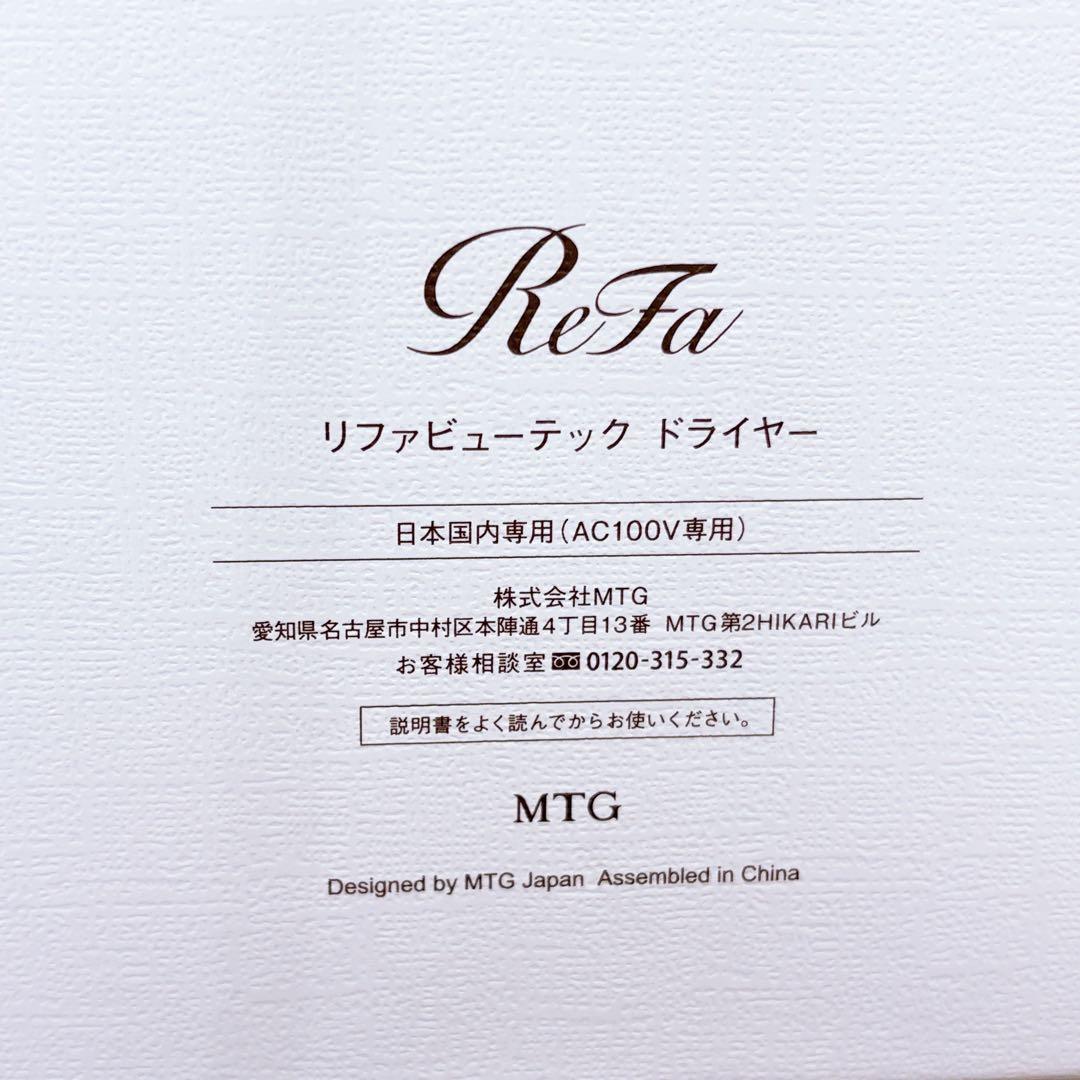 ReFa
リファビューテック ドライヤー
日本国内専用（AC100V専用）
株式会社MTG
愛知県名古屋市中村区本陣通4丁目13番 MTG第2HIKARIビル
お客様相談室 0120-315-332
説明書をよく読んでからお使いください。
MTG
Designed by MTG Japan Assembled in China